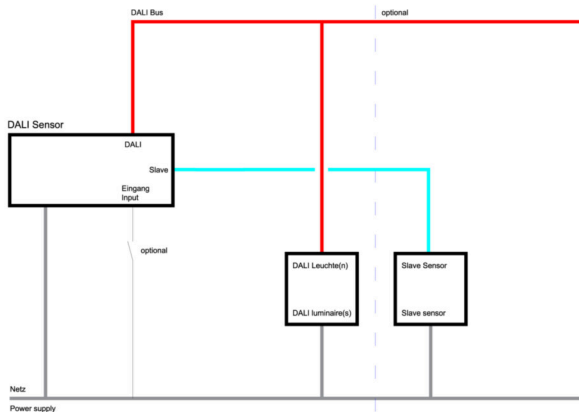 DALI Bus
optional
DALI Sensor
DALI
Slave
Eingang
Input
optional
DALI Leuchte(n)
DALI luminaire(s)
Slave Sensor
Slave sensor
Netz
Power supply